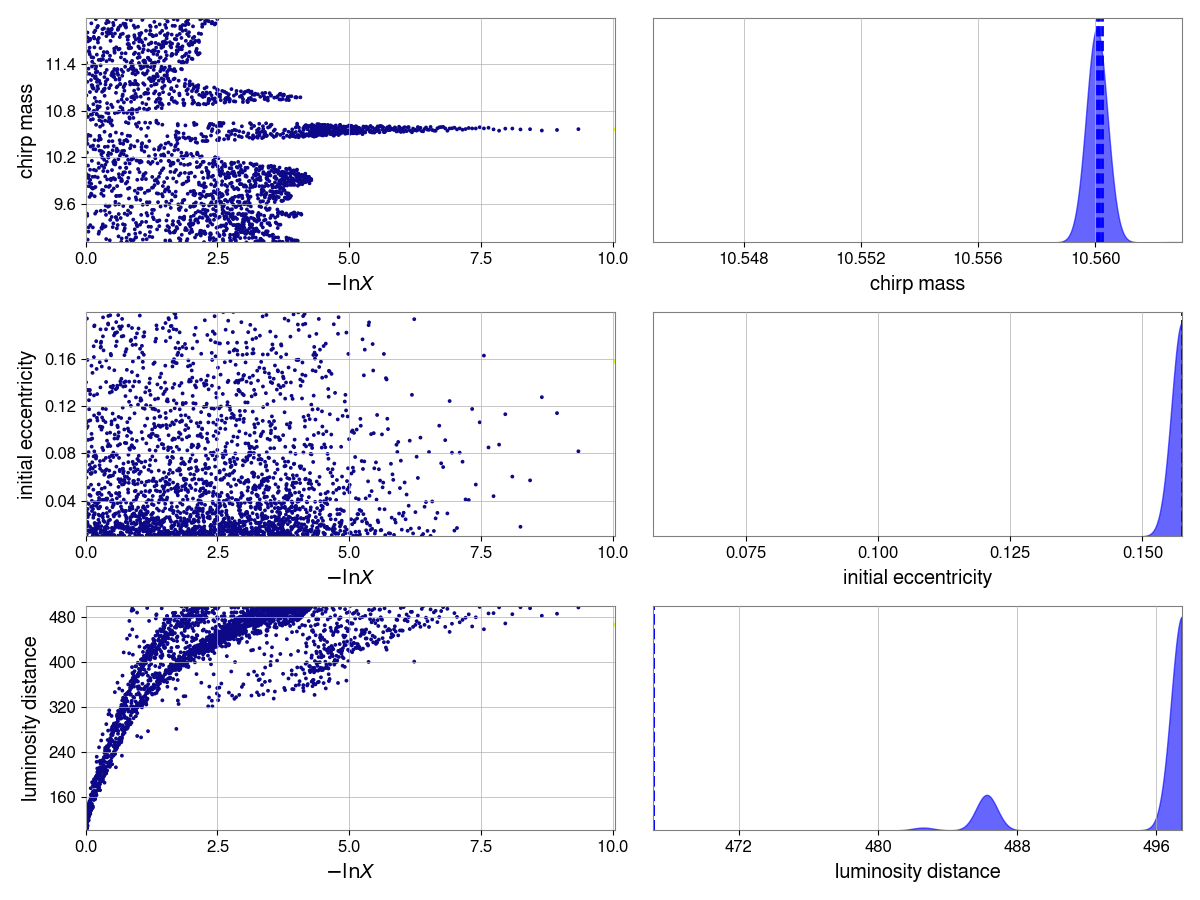 11.4
10.8
10.2
9.6
chirp mass
0.0 2.5 5.0 7.5 10.0
−lnX
10.548 10.552 10.556 10.560
chirp mass
0.16
0.12
0.08
0.04
initial eccentricity
0.0 2.5 5.0 7.5 10.0
−lnX
0.075 0.100 0.125 0.150
initial eccentricity
480
400
320
240
160
luminosity distance
0.0 2.5 5.0 7.5 10.0
−lnX
472 480 488 496
luminosity distance